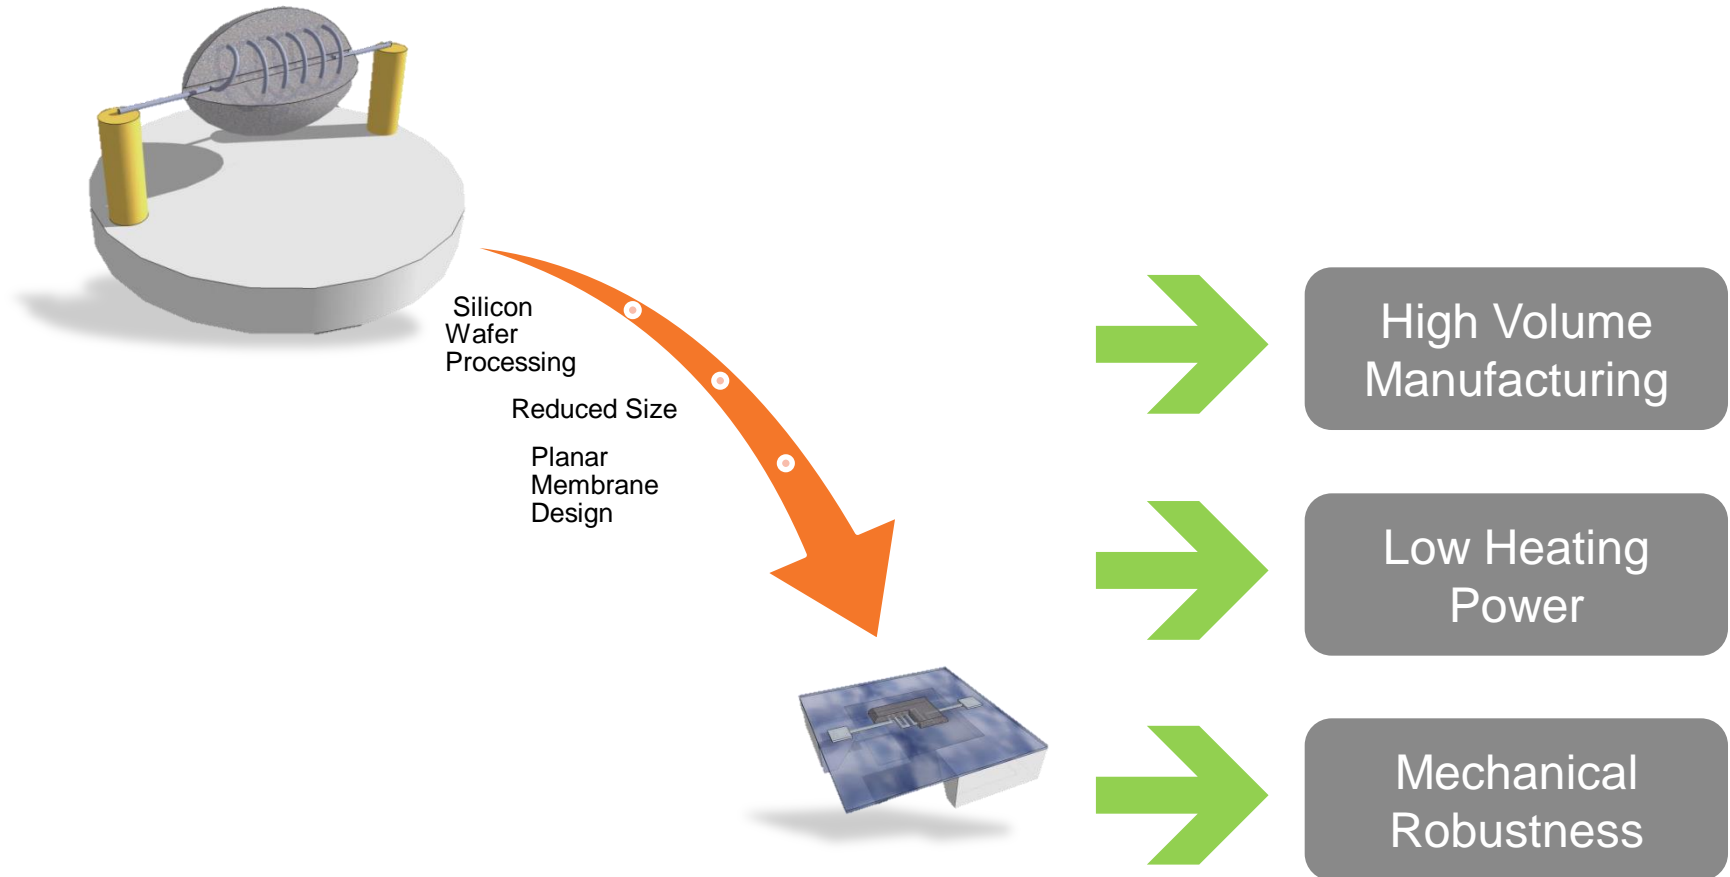 Silicon
Wafer
Processing
Reduced Size
Planar
Membrane
Design
High Volume
Manufacturing
Low Heating
Power
Mechanical
Robustness